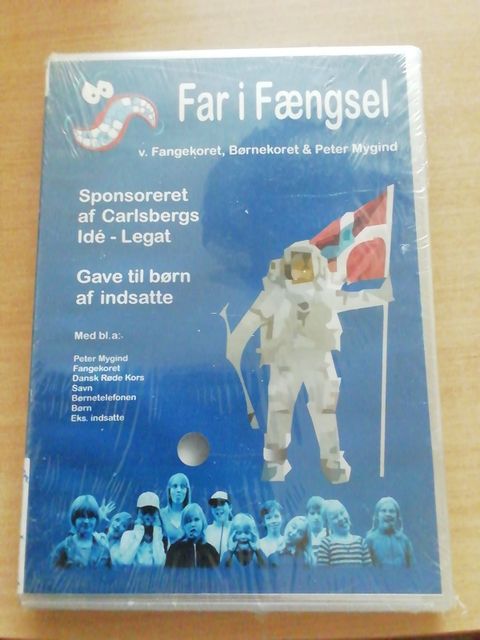 Far i Fængsel
v. Fangekoret, Børnekoret & Peter Mygind
Sponsoreret
af Carlsbergs
Idé - Legat
Gave til børn
af indsatte
Med bl.a:-
Peter Mygind
Fangekoret
Dansk Røde Kors
Savn
Børnetelefonen
Børn
Eks. indsatte